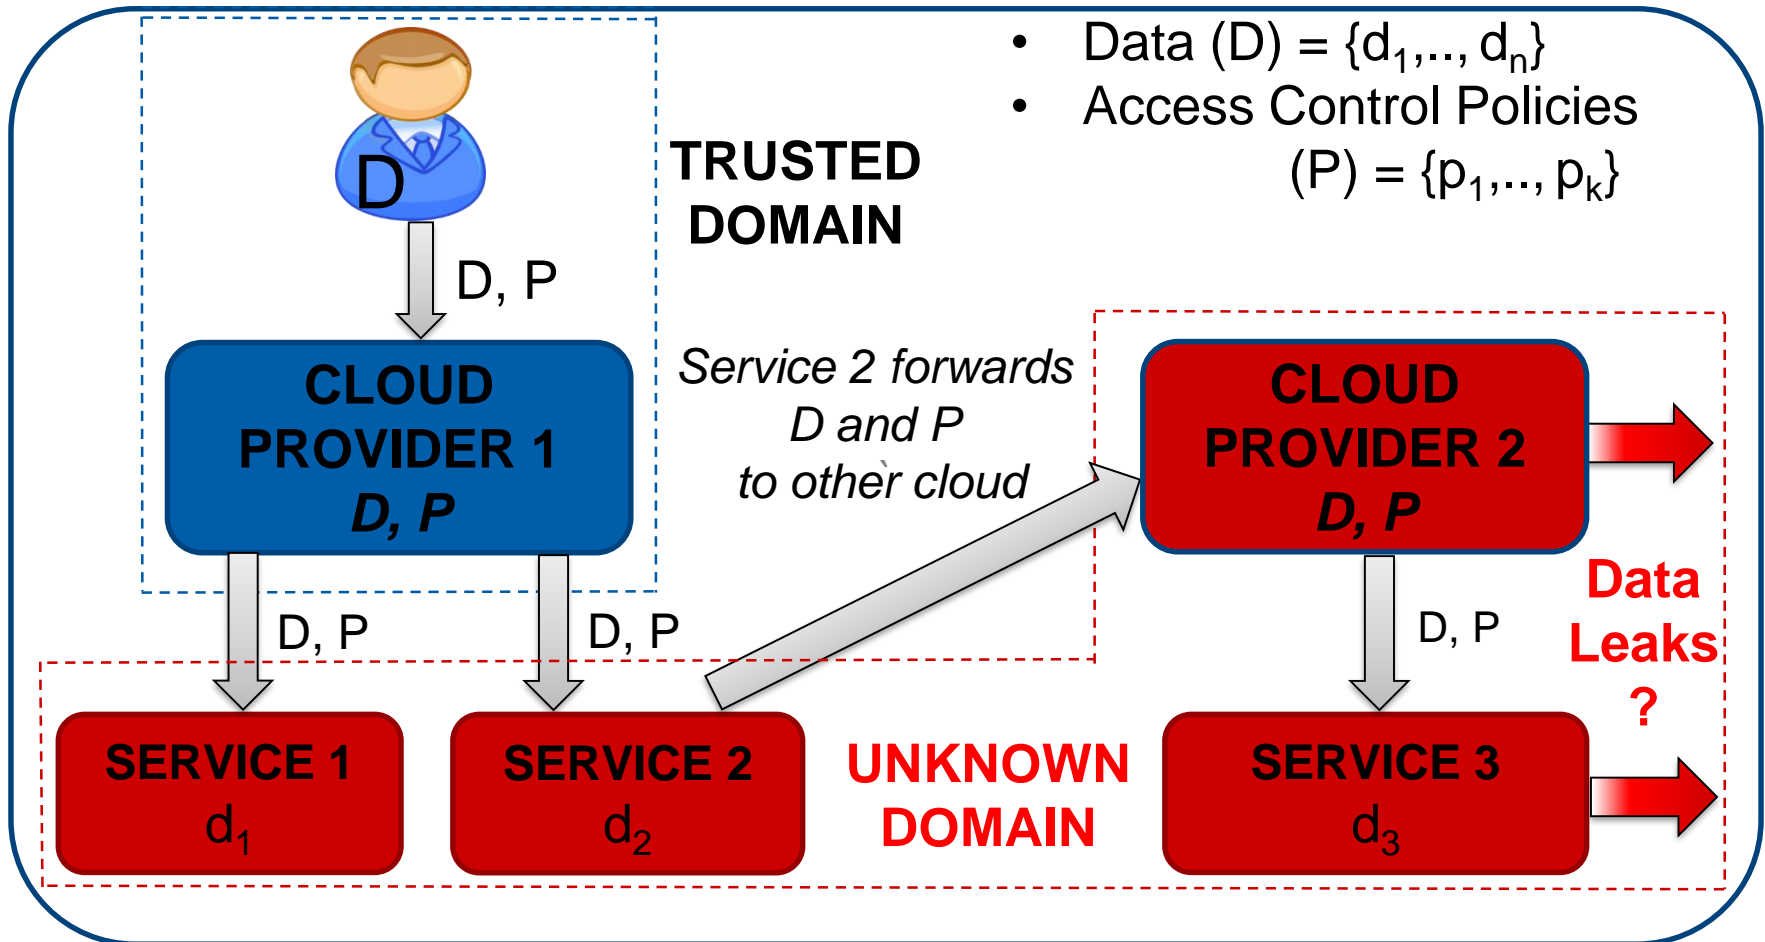 • Data (D) = {d₁,.., dₙ}
• Access Control Policies
(P) = {p₁,.., pₖ}
D
TRUSTED
DOMAIN
D, P
CLOUD
PROVIDER 1
D, P
Service 2 forwards
D and P
to other cloud
`
CLOUD
PROVIDER 2
D, P
D, P
D, P
D, P
Data
Leaks
?
SERVICE 1
d₁
SERVICE 2
d₂
UNKNOWN
DOMAIN
SERVICE 3
d₃